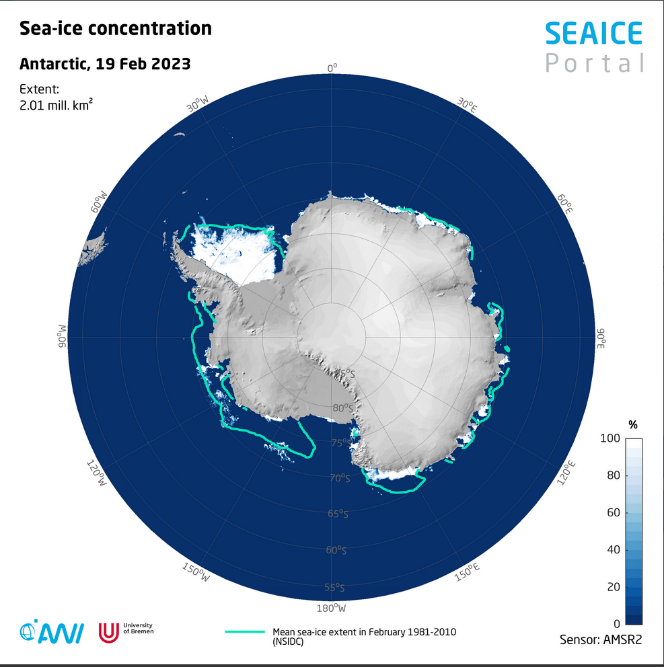 Sea-ice concentration
SEAICE
Portal
Antarctic, 19 Feb 2023
Extent:
2.01 mill. km²
0°
30°W
30°E
60°W
60°E
90°W
90°E
75°S
80°S
75°S
70°S
65°S
60°S
55°S
120°W
120°E
150°W
150°E
180°W
%
100
80
60
40
20
0
Sensor: AMSR2
AWI
University
of Bremen
Mean sea-ice extent in February 1981-2010
(NSIDC)